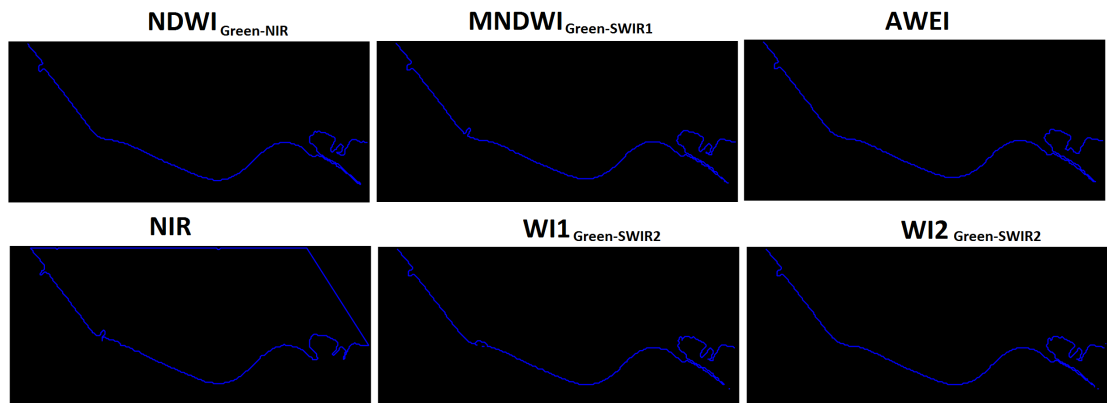 NDWI Green-NIR
MNDWI Green-SWIR1
AWEI
NIR
WI1 Green-SWIR2
WI2 Green-SWIR2